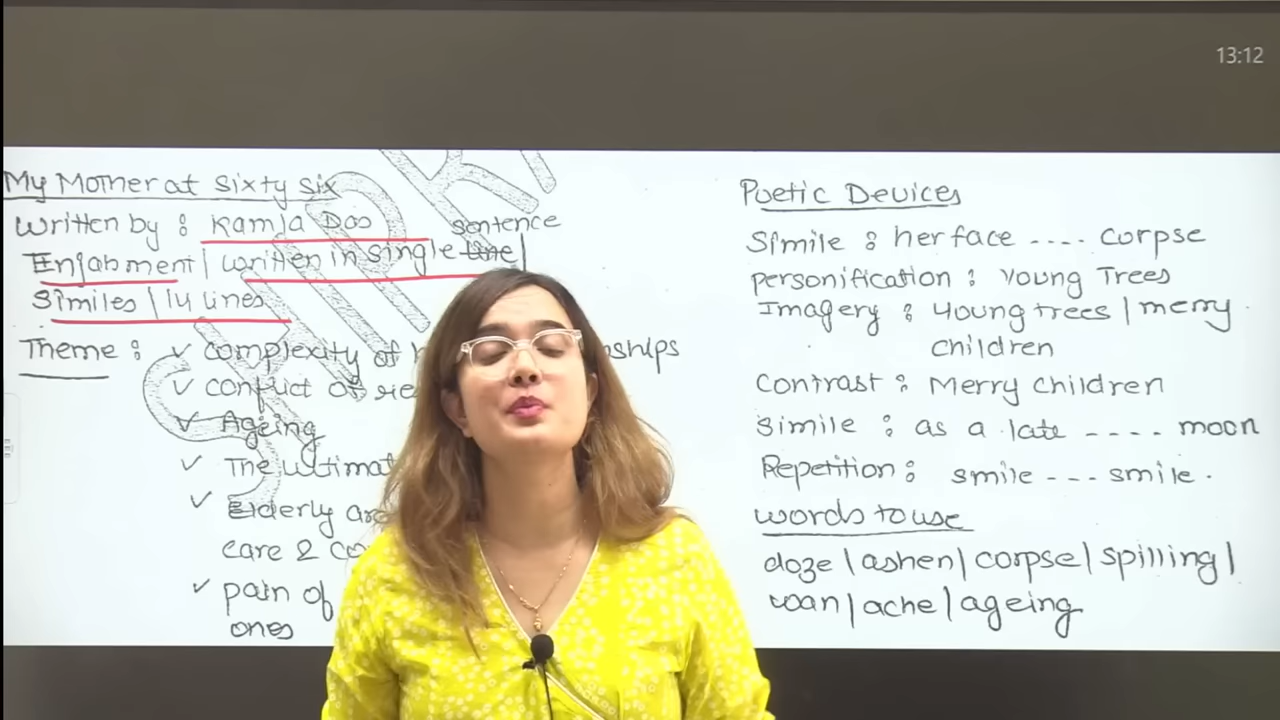 13:12
My Mother at Sixty six
Written by : Kamla Das
sentence
Enjabment | written in single line |
Similes | 14 lines
Theme : ✓ complexity of
✓ conflict of
✓ Ageing
✓ The
✓ Elderly
care &
✓ pain of
ones
Poetic Devices
Simile : her face .... corpse
Personification : Young Trees
Imagery : Young trees | merry
children
Contrast : Merry children
Simile : as a late ---- moon
Repetition : smile --- smile.
words to use
doze | ashen | corpse | spilling |
wan | ache | ageing